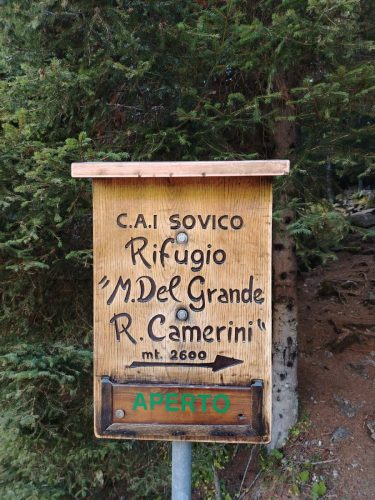 C.A.I SOVICO
Rifugio
"M.Del Grande
R.Camerini"
mt. 2600
APERTO